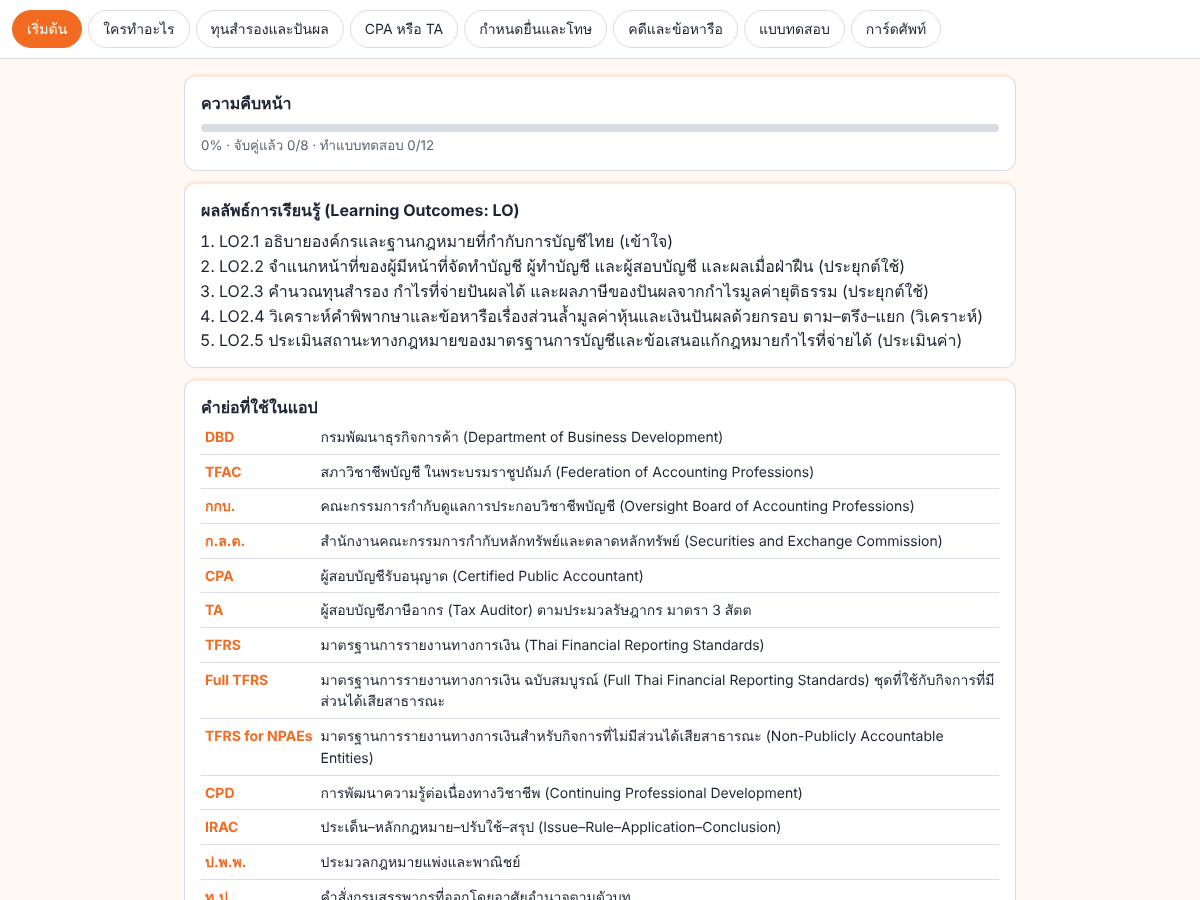 เริ่มต้น
ใครทำอะไร
ทุนสำรองและปันผล
CPA หรือ TA
กำหนดยื่นและโทษ
คดีและข้อหารือ
แบบทดสอบ
การ์ดศัพท์
ความคืบหน้า
0% · จับคู่แล้ว 0/8 · ทำแบบทดสอบ 0/12
ผลลัพธ์การเรียนรู้ (Learning Outcomes: LO)
1. LO2.1 อธิบายองค์กรและฐานกฎหมายที่กำกับการบัญชีไทย (เข้าใจ)
2. LO2.2 จำแนกหน้าที่ของผู้มีหน้าที่จัดทำบัญชี ผู้ทำบัญชี และผู้สอบบัญชี และผลเมื่อฝ่าฝืน (ประยุกต์ใช้)
3. LO2.3 คำนวณทุนสำรอง กำไรที่จ่ายปันผลได้ และผลภาษีของปันผลจากกำไรมูลค่ายุติธรรม (ประยุกต์ใช้)
4. LO2.4 วิเคราะห์คำพิพากษาและข้อหารือเรื่องส่วนล้ำมูลค่าหุ้นและเงินปันผลด้วยกรอบ ตาม–ตรึง–แยก (วิเคราะห์)
5. LO2.5 ประเมินสถานะทางกฎหมายของมาตรฐานการบัญชีและข้อเสนอแก้กฎหมายกำไรที่จ่ายได้ (ประเมินค่า)
คำย่อที่ใช้ในแอป
DBD กรมพัฒนาธุรกิจการค้า (Department of Business Development)
TFAC สภาวิชาชีพบัญชี ในพระบรมราชูปถัมภ์ (Federation of Accounting Professions)
กกบ. คณะกรรมการกำกับดูแลการประกอบวิชาชีพบัญชี (Oversight Board of Accounting Professions)
ก.ล.ต. สำนักงานคณะกรรมการกำกับหลักทรัพย์และตลาดหลักทรัพย์ (Securities and Exchange Commission)
CPA ผู้สอบบัญชีรับอนุญาต (Certified Public Accountant)
TA ผู้สอบบัญชีภาษีอากร (Tax Auditor) ตามประมวลรัษฎากร มาตรา 3 สัตต
TFRS มาตรฐานการรายงานทางการเงิน (Thai Financial Reporting Standards)
Full TFRS มาตรฐานการรายงานทางการเงิน ฉบับสมบูรณ์ (Full Thai Financial Reporting Standards) ชุดที่ใช้กับกิจการที่มี
ส่วนได้เสียสาธารณะ
TFRS for NPAEs มาตรฐานการรายงานทางการเงินสำหรับกิจการที่ไม่มีส่วนได้เสียสาธารณะ (Non-Publicly Accountable
Entities)
CPD การพัฒนาความรู้ต่อเนื่องทางวิชาชีพ (Continuing Professional Development)
IRAC ประเด็น–หลักกฎหมาย–ปรับใช้–สรุป (Issue–Rule–Application–Conclusion)
ป.พ.พ. ประมวลกฎหมายแพ่งและพาณิชย์
ท.ป. คำสั่งกรมสรรพากรที่ออกโดยอาศัยอำนาจตามตัวบท